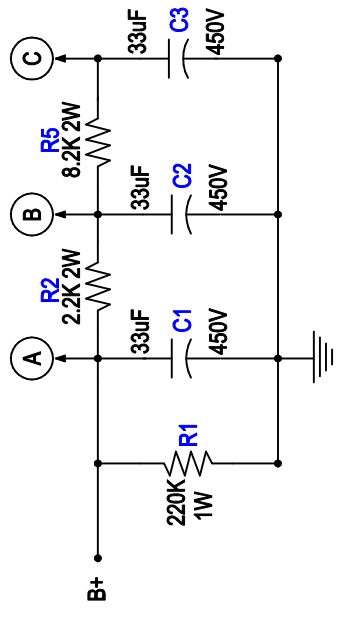 A
B
C
R2
2.2K 2W
R5
8.2K 2W
33uF
C1
450V
33uF
C2
450V
33uF
C3
450V
B+
220K
R1
1W